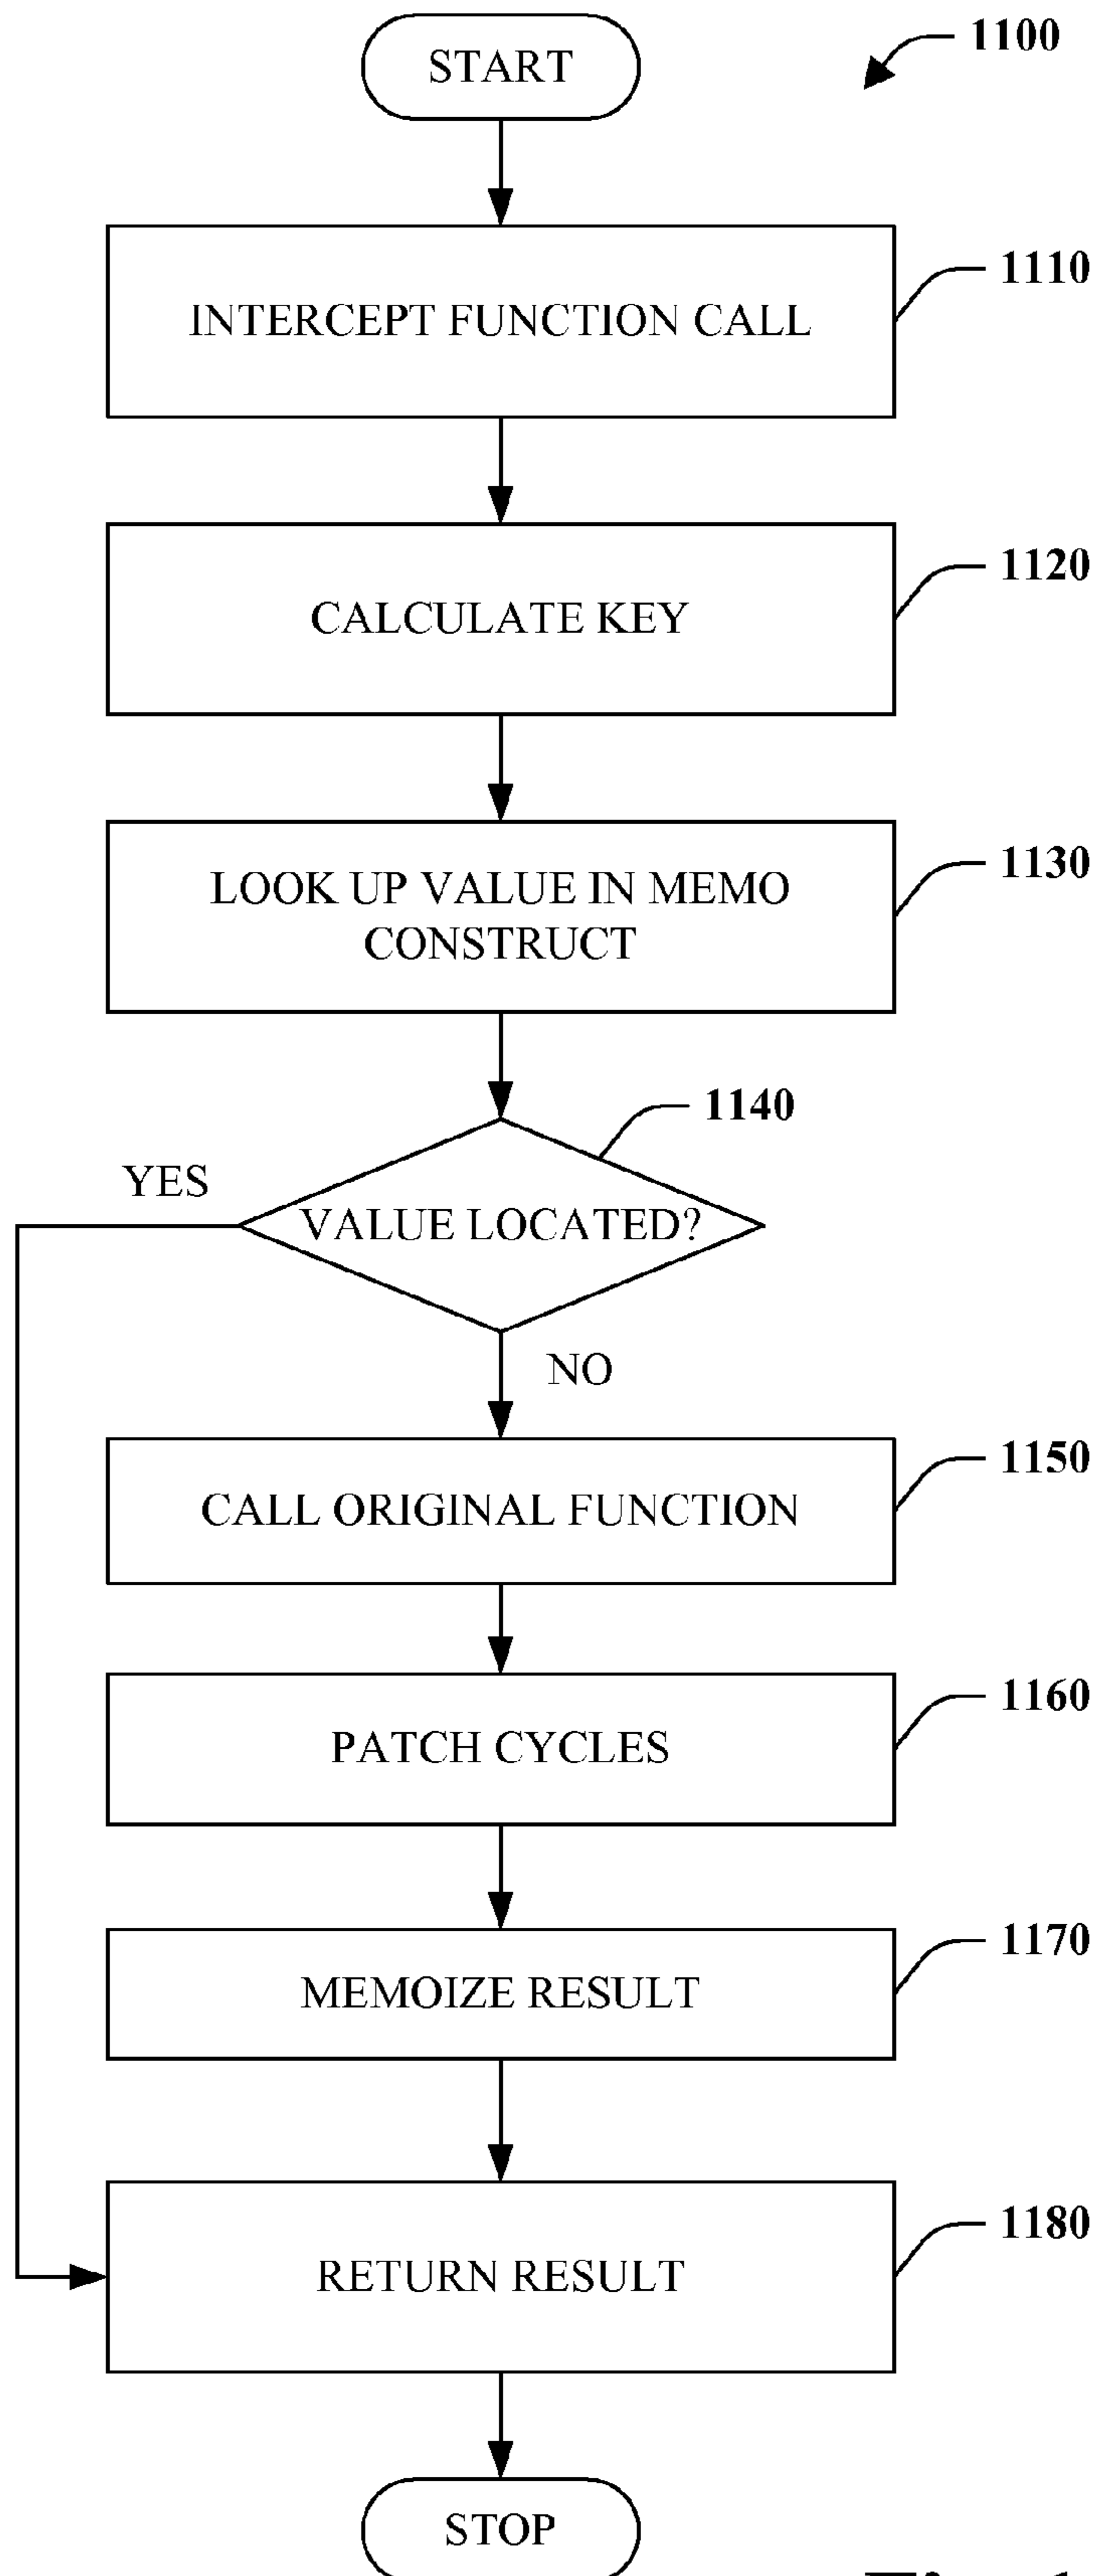 START
1100
INTERCEPT FUNCTION CALL
1110
CALCULATE KEY
1120
LOOK UP VALUE IN MEMO
CONSTRUCT
1130
1140
YES
VALUE LOCATED?
NO
CALL ORIGINAL FUNCTION
1150
PATCH CYCLES
1160
MEMOIZE RESULT
1170
RETURN RESULT
1180
STOP